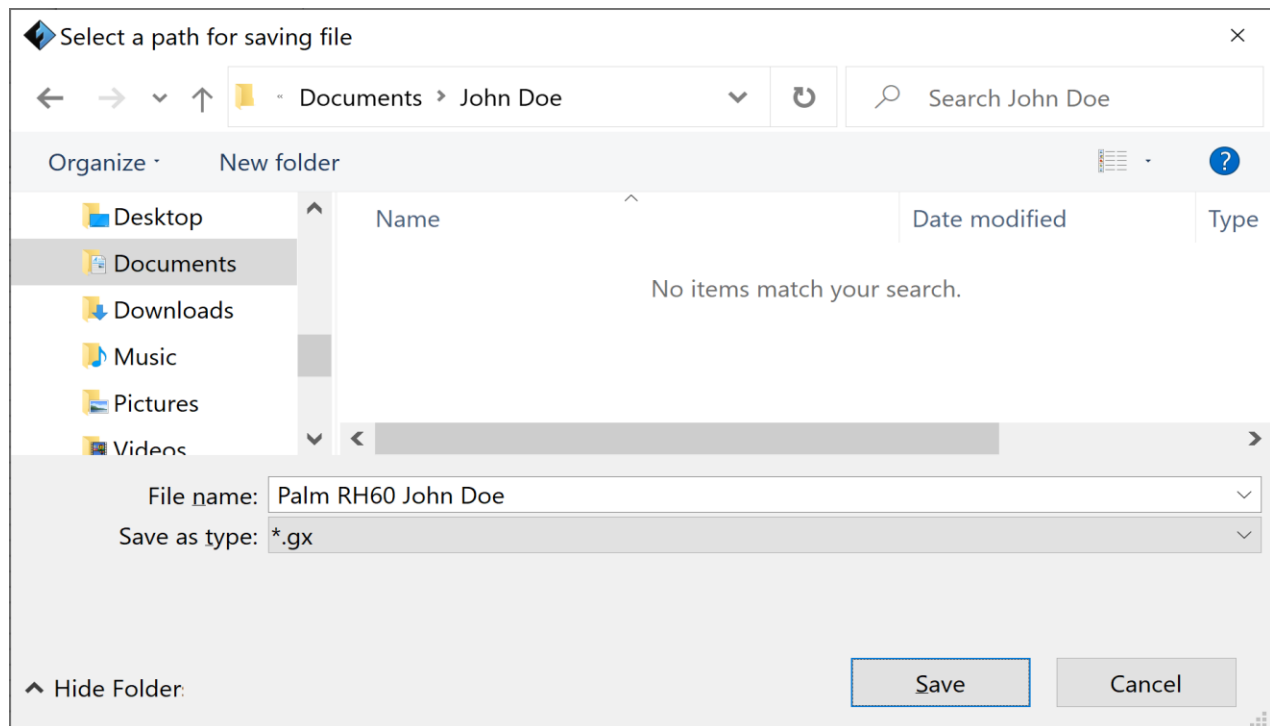 Select a path for saving file
« Documents > John Doe
Search John Doe
Organize
New folder
Desktop
Documents
Downloads
Music
Pictures
Videos
Name
Date modified
Type
No items match your search.
File name: Palm RH60 John Doe
Save as type: *.gx
Hide Folders
Save
Cancel